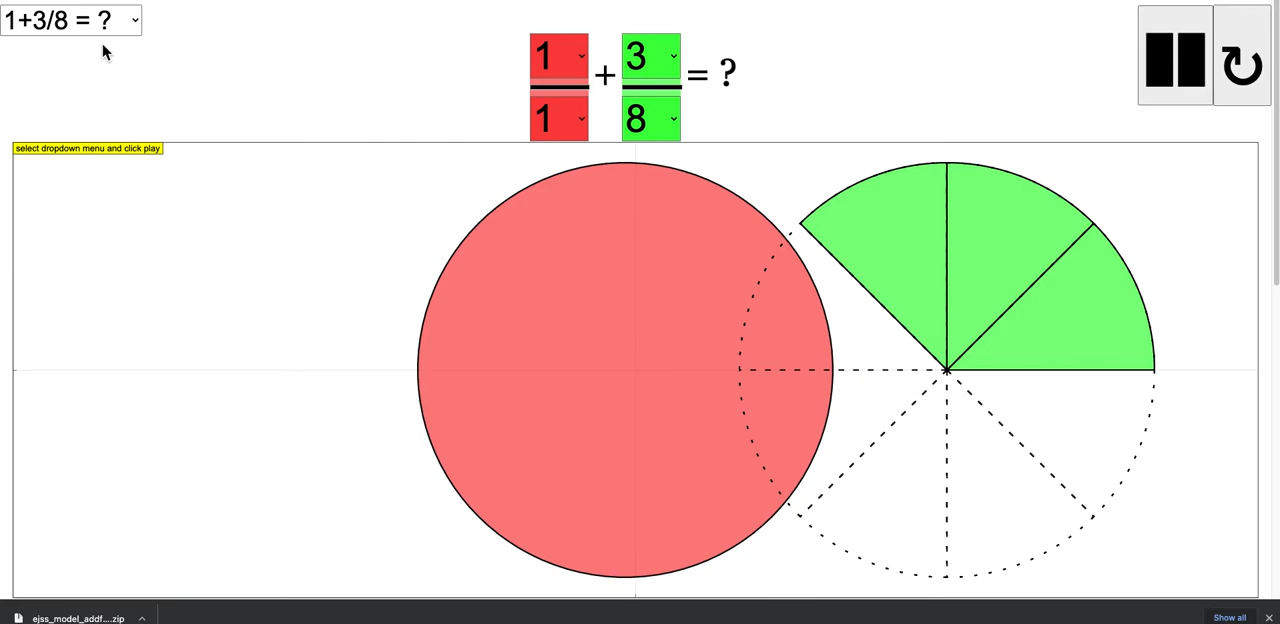 1+3/8 = ?
1 + 3 = ?
1 8
select dropdown menu and click play
ejss_model_addf....zip
Show all